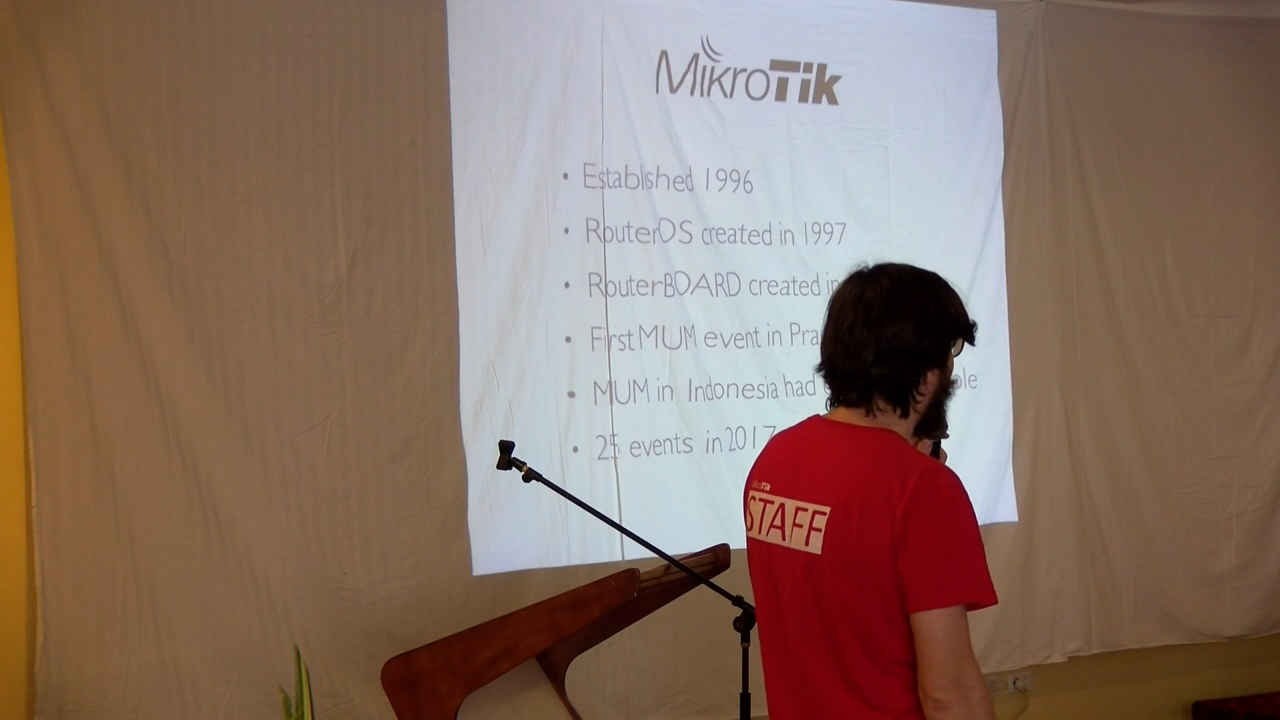 MikroTik
• Established 1996
• RouterOS created in 1997
• RouterBOARD created in
• First MUM event in
• MUM in Indonesia had
• 25 events in 2017
STAFF